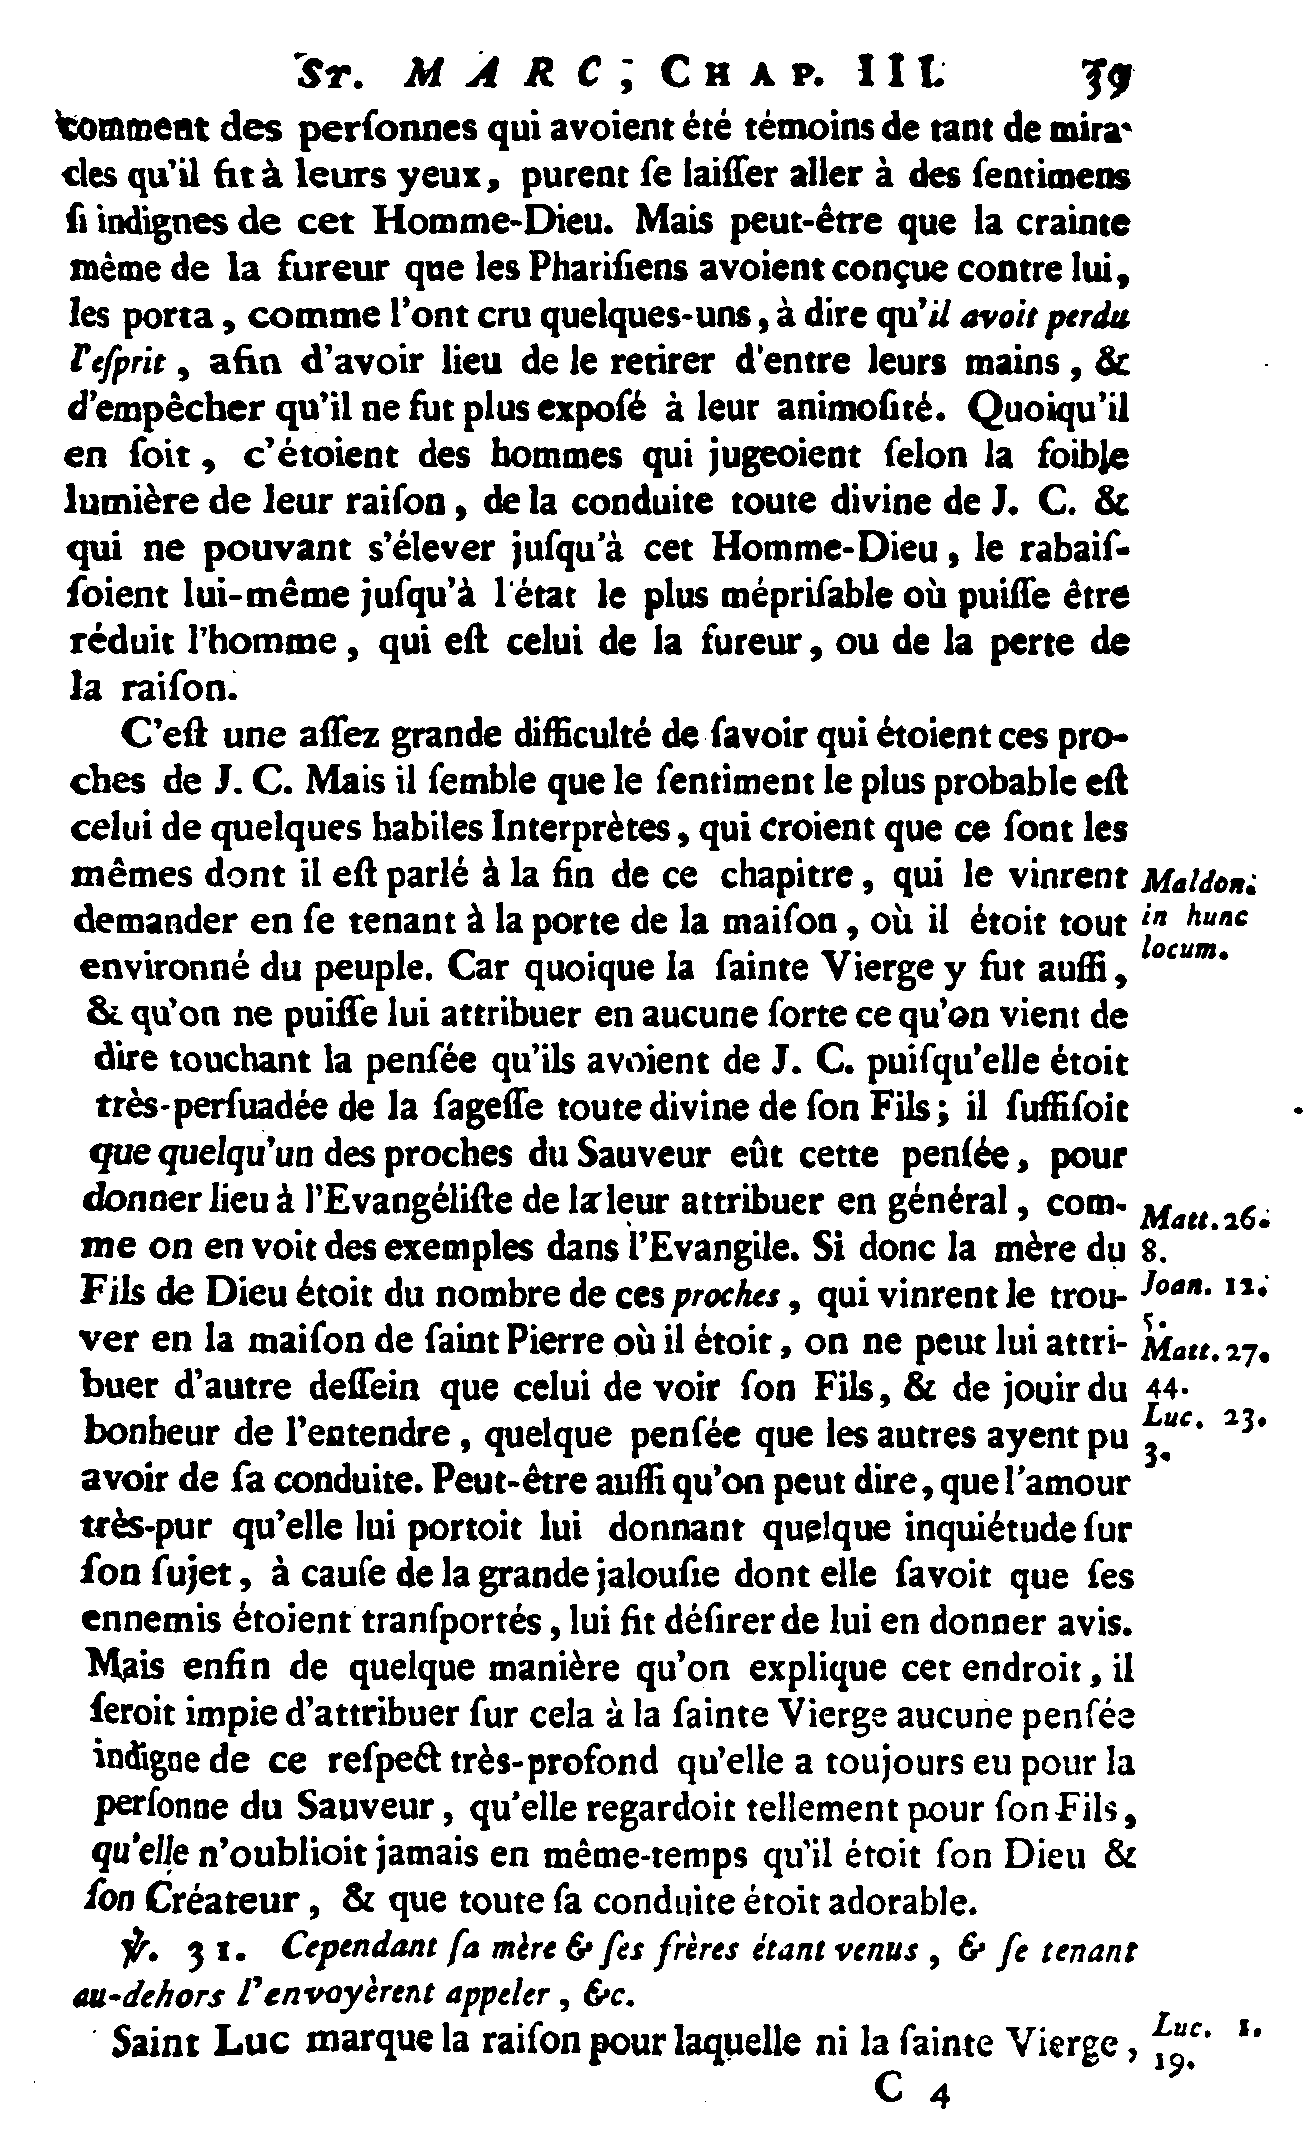 St. MARC, CHAP. III. 39
comment des perſonnes qui avoient été témoins de tant de mira-
cles qu'il fit à leurs yeux, purent ſe laiſſer aller à des ſentimens
ſi indignes de cet Homme-Dieu. Mais peut-être que la crainte
même de la fureur que les Phariſiens avoient conçue contre lui,
les porta, comme l'ont cru quelques-uns, à dire qu'il avoit perdu
l'eſprit, afin d'avoir lieu de le retirer d'entre leurs mains, &
d'empêcher qu'il ne fut plus expoſé à leur animoſité. Quoiqu'il
en ſoit, c'étoient des hommes qui jugeoient ſelon la foible
lumière de leur raiſon, de la conduite toute divine de J. C. &
qui ne pouvant s'élever juſqu'à cet Homme-Dieu, le rabaiſ-
ſoient lui-même juſqu'à l'état le plus mépriſable où puiſſe être
réduit l'homme, qui eſt celui de la fureur, ou de la perte de
la raiſon.
C'eſt une aſſez grande difficulté de ſavoir qui étoient ces pro-
ches de J. C. Mais il ſemble que le ſentiment le plus probable eſt
celui de quelques habiles Interprètes, qui croient que ce ſont les
mêmes dont il eſt parlé à la fin de ce chapitre, qui le vinrent
demander en ſe tenant à la porte de la maiſon, où il étoit tout
environné du peuple. Car quoique la ſainte Vierge y fut auſſi,
& qu'on ne puiſſe lui attribuer en aucune ſorte ce qu'on vient de
dire touchant la penſée qu'ils avoient de J. C. puiſqu'elle étoit
très-perſuadée de la ſageſſe toute divine de ſon Fils; il ſuffiſoit
que quelqu'un des proches du Sauveur eût cette penſée, pour
donner lieu à l'Evangéliſte de la leur attribuer en général, com-
me on en voit des exemples dans l'Evangile. Si donc la mère du
Fils de Dieu étoit du nombre de ces proches, qui vinrent le trou-
ver en la maiſon de ſaint Pierre où il étoit, on ne peut lui attri-
buer d'autre deſſein que celui de voir ſon Fils, & de jouir du
bonheur de l'entendre, quelque penſée que les autres ayent pu
avoir de ſa conduite. Peut-être auſſi qu'on peut dire, que l'amour
très-pur qu'elle lui portoit lui donnant quelque inquiétude ſur
ſon ſujet, à cauſe de la grande jalouſie dont elle ſavoit que ſes
ennemis étoient tranſportés, lui fit déſirer de lui en donner avis.
Mais enfin de quelque manière qu'on explique cet endroit, il
ſeroit impie d'attribuer ſur cela à la ſainte Vierge aucune penſée
indigne de ce reſpect très-profond qu'elle a toujours eu pour la
perſonne du Sauveur, qu'elle regardoit tellement pour ſon Fils,
qu'elle n'oublioit jamais en même-temps qu'il étoit ſon Dieu &
ſon Créateur, & que toute ſa conduite étoit adorable.
℣. 31. Cependant ſa mère & ſes frères étant venus, & ſe tenant
au-dehors l'envoyèrent appeler, &c.
Saint Luc marque la raiſon pour laquelle ni la ſainte Vierge,
C 4
Maldon.
in hunc
locum.
Matt. 26.
8.
Joan. 12.
5.
Matt. 27.
44.
Luc. 23.
3.
Luc. 1.
19.